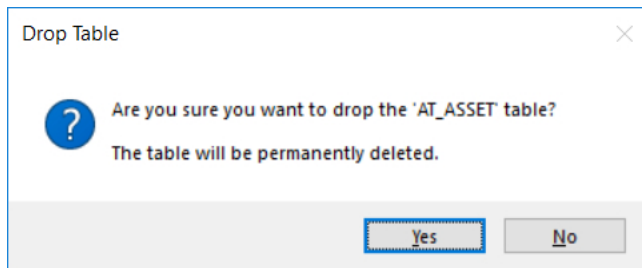 Drop Table
Are you sure you want to drop the 'AT_ASSET' table?
The table will be permanently deleted.
Yes
No